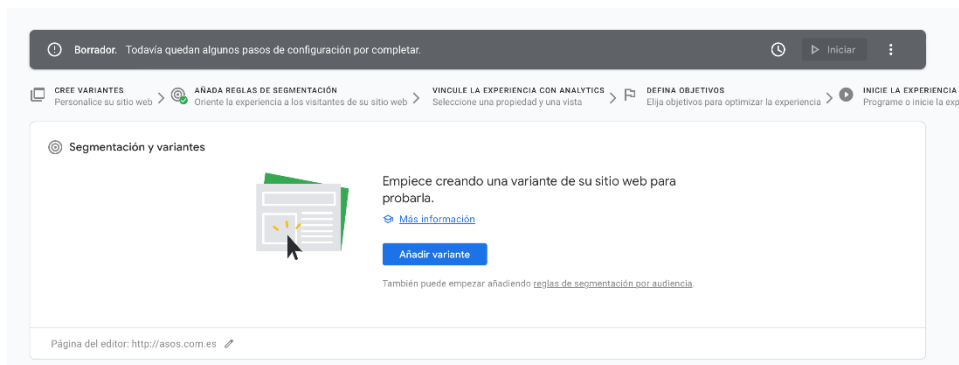 Borrador. Todavía quedan algunos pasos de configuración por completar.
Iniciar
CREE VARIANTES
Personalice su sitio web
AÑADA REGLAS DE SEGMENTACIÓN
Oriente la experiencia a los visitantes de su sitio web
VINCULE LA EXPERIENCIA CON ANALYTICS
Seleccione una propiedad y una vista
DEFINA OBJETIVOS
Elija objetivos para optimizar la experiencia
INICIE LA EXPERIENCIA
Programe o inicie la exp
Segmentación y variantes
Empiece creando una variante de su sitio web para
probarla.
Más información
Añadir variante
También puede empezar añadiendo reglas de segmentación por audiencia.
Página del editor: http://asos.com.es